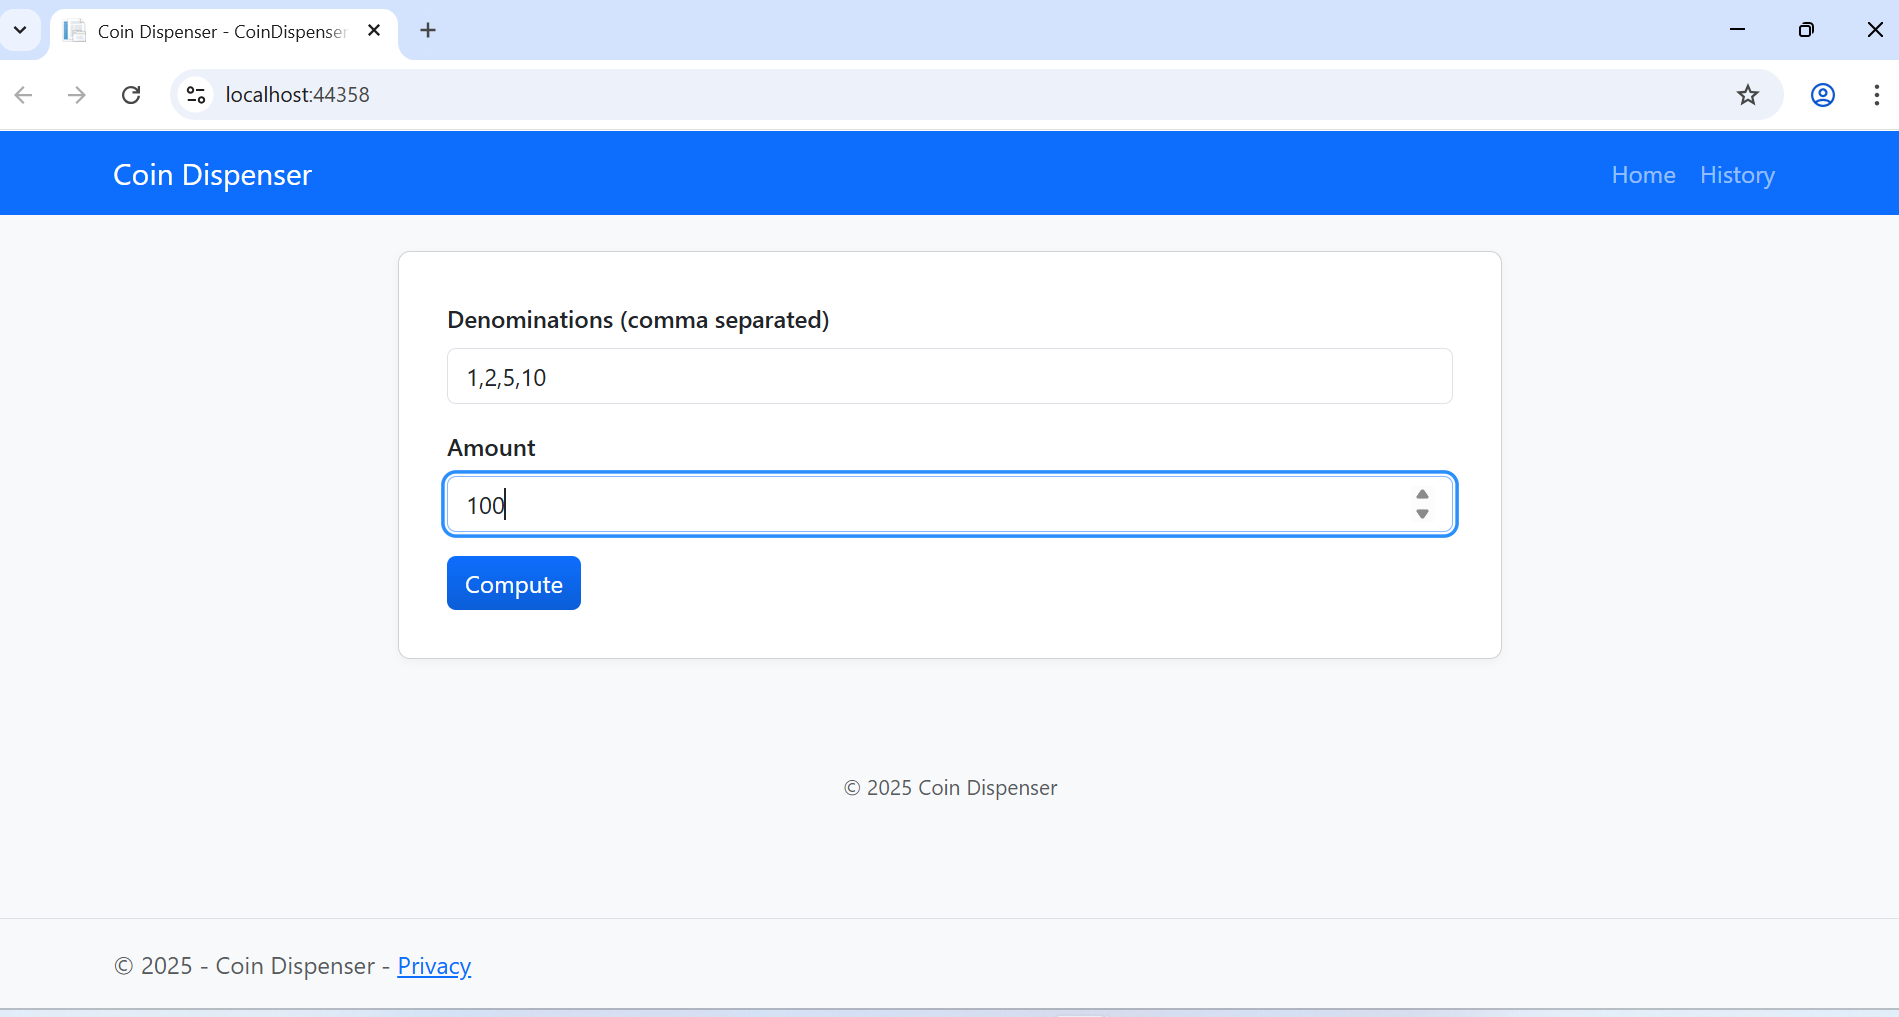 Coin Dispenser - CoinDispenser
localhost:44358
Coin Dispenser
Home History
Denominations (comma separated)
1,2,5,10
Amount
100
Compute
© 2025 Coin Dispenser
© 2025 - Coin Dispenser - Privacy